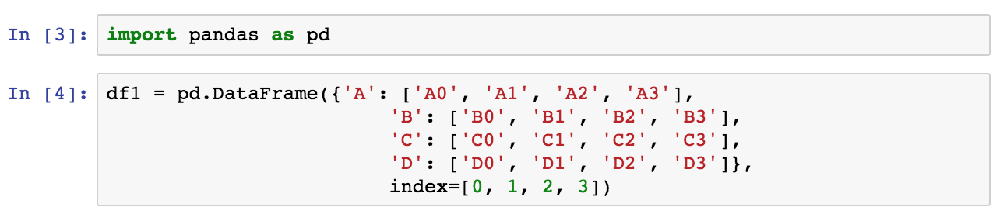 In [3]: import pandas as pd
In [4]: df1 = pd.DataFrame({'A': ['A0', 'A1', 'A2', 'A3'],
'B': ['B0', 'B1', 'B2', 'B3'],
'C': ['C0', 'C1', 'C2', 'C3'],
'D': ['D0', 'D1', 'D2', 'D3']},
index=[0, 1, 2, 3])